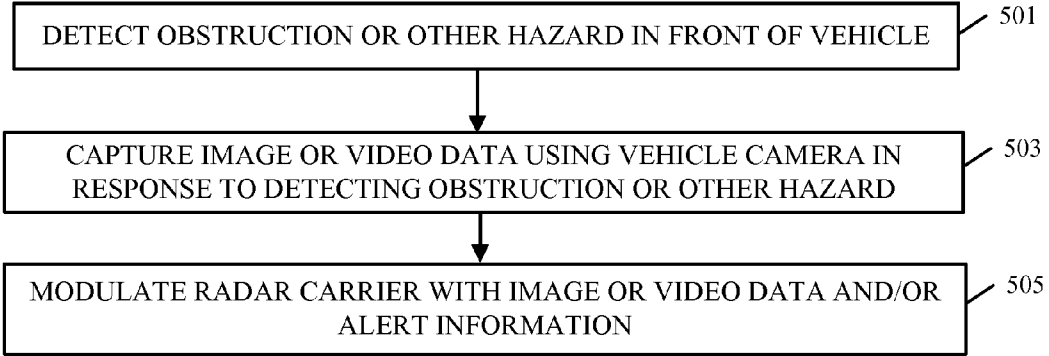 DETECT OBSTRUCTION OR OTHER HAZARD IN FRONT OF VEHICLE
501
CAPTURE IMAGE OR VIDEO DATA USING VEHICLE CAMERA IN
RESPONSE TO DETECTING OBSTRUCTION OR OTHER HAZARD
503
MODULATE RADAR CARRIER WITH IMAGE OR VIDEO DATA AND/OR
ALERT INFORMATION
505